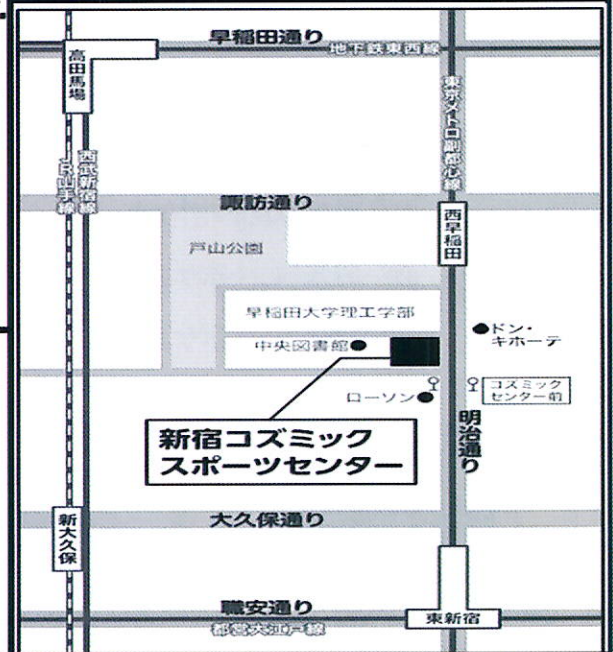 早稲田通り
地下鉄東西線
高田馬場
東京メトロ副都心線
JR山手線
西武新宿線
諏訪通り
西早稲田
戸山公園
早稲田大学理工学部
中央図書館
ドン・
キホーテ
ローソン
コズミック
センター前
新宿コズミック
スポーツセンター
明治通り
新大久保
大久保通り
職安通り
都営大江戸線
東新宿